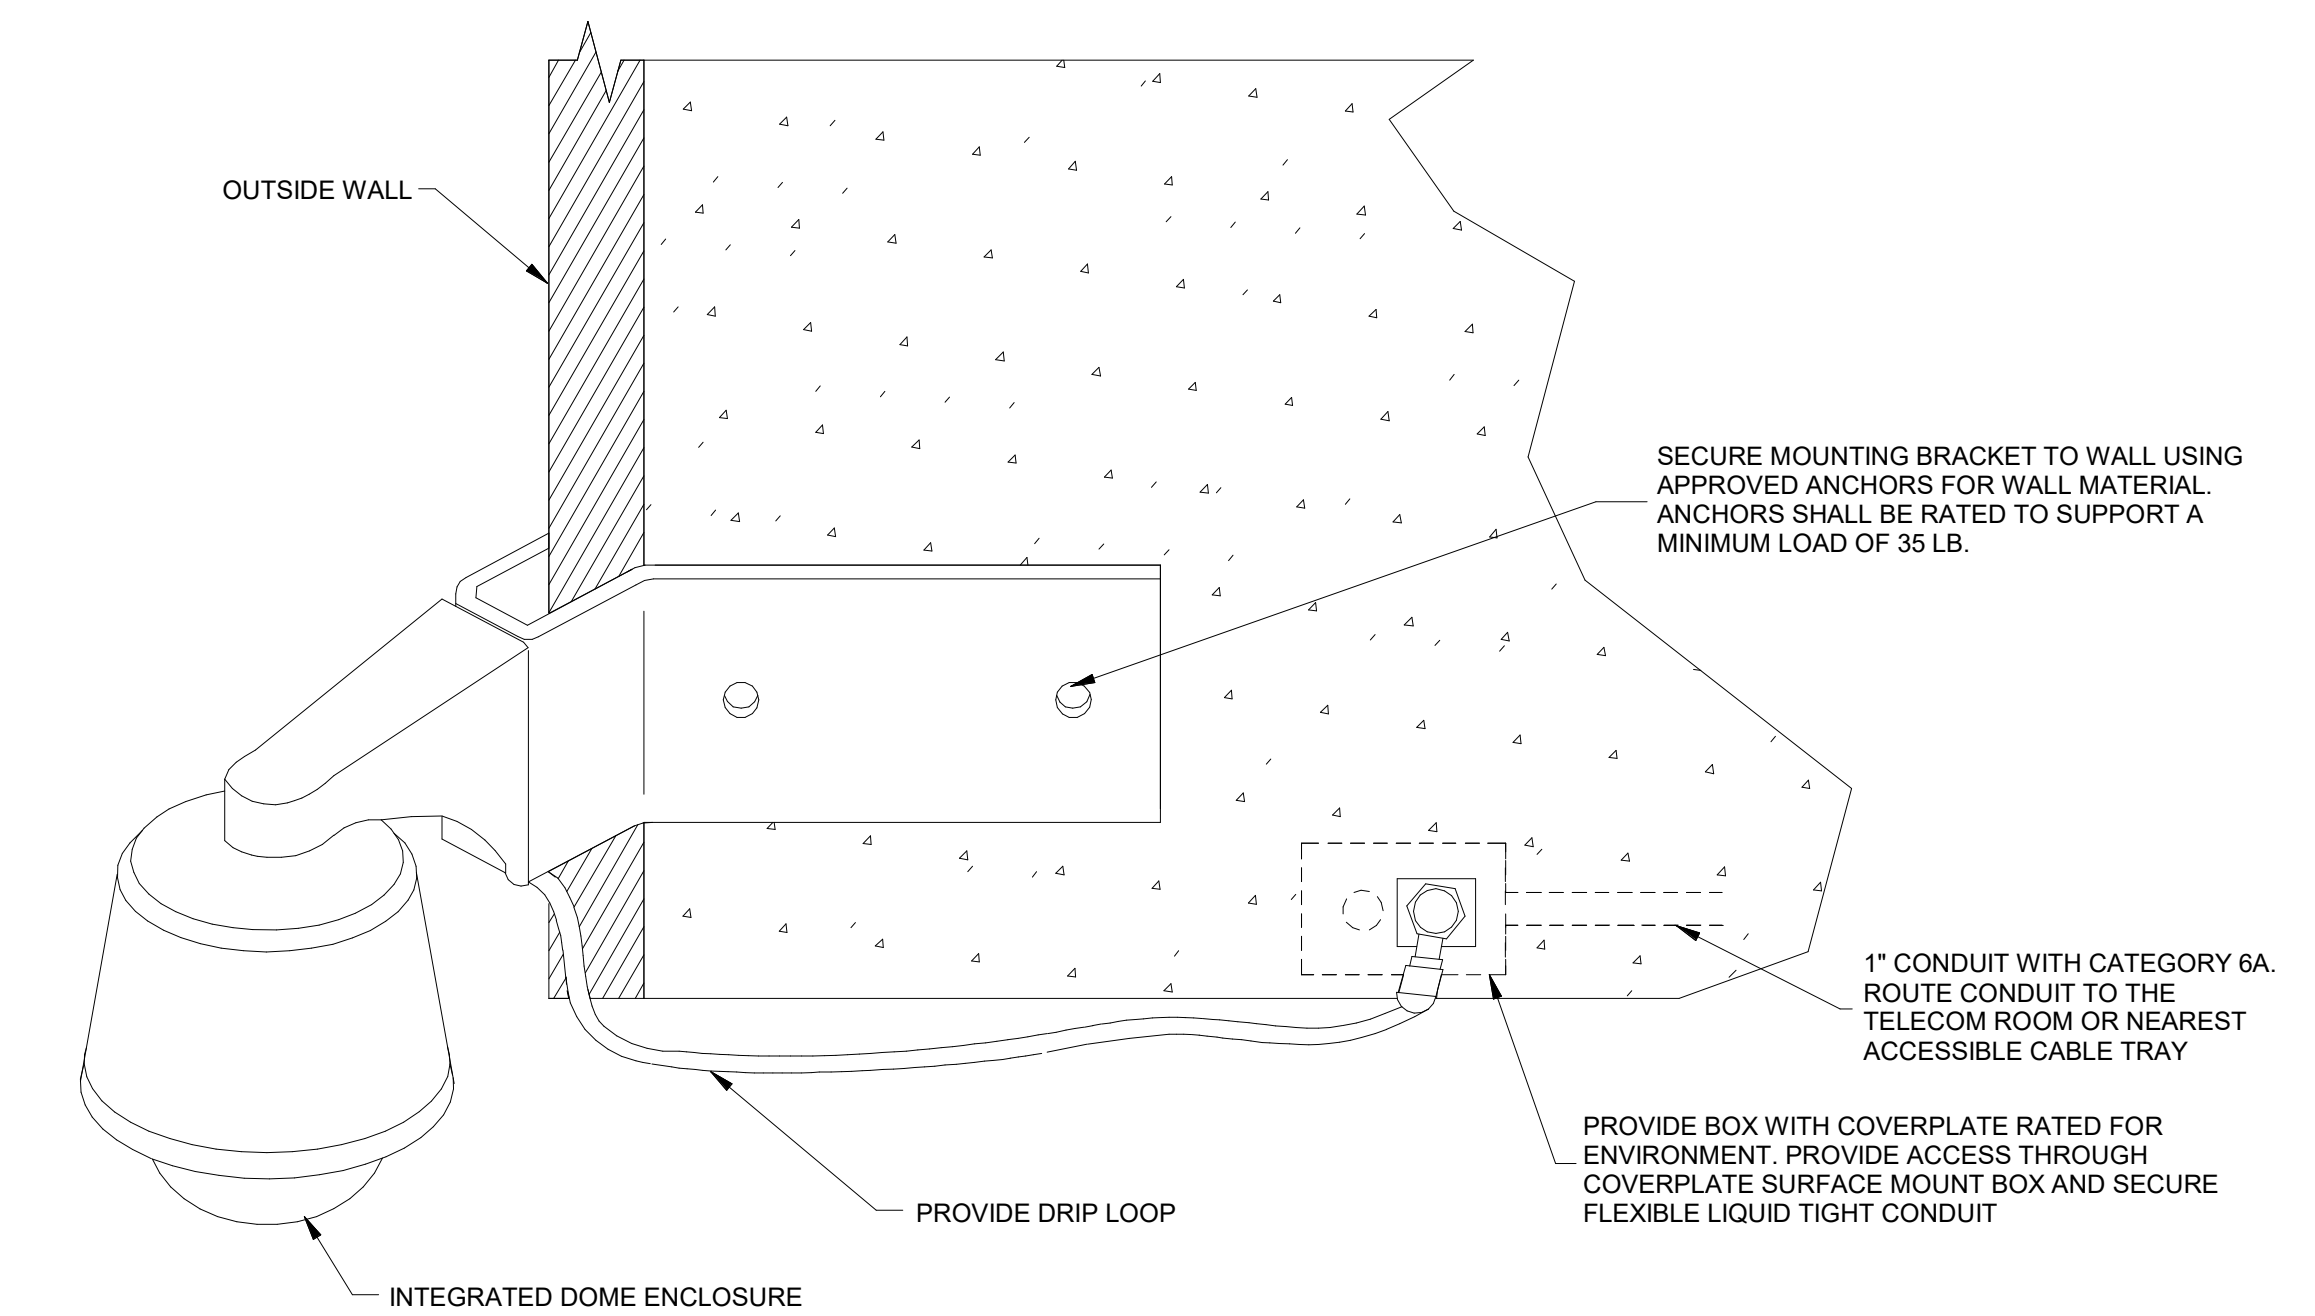 OUTSIDE WALL
SECURE MOUNTING BRACKET TO WALL USING
APPROVED ANCHORS FOR WALL MATERIAL.
ANCHORS SHALL BE RATED TO SUPPORT A
MINIMUM LOAD OF 35 LB.
1" CONDUIT WITH CATEGORY 6A.
ROUTE CONDUIT TO THE
TELECOM ROOM OR NEAREST
ACCESSIBLE CABLE TRAY
PROVIDE BOX WITH COVERPLATE RATED FOR
ENVIRONMENT. PROVIDE ACCESS THROUGH
COVERPLATE SURFACE MOUNT BOX AND SECURE
FLEXIBLE LIQUID TIGHT CONDUIT
PROVIDE DRIP LOOP
INTEGRATED DOME ENCLOSURE